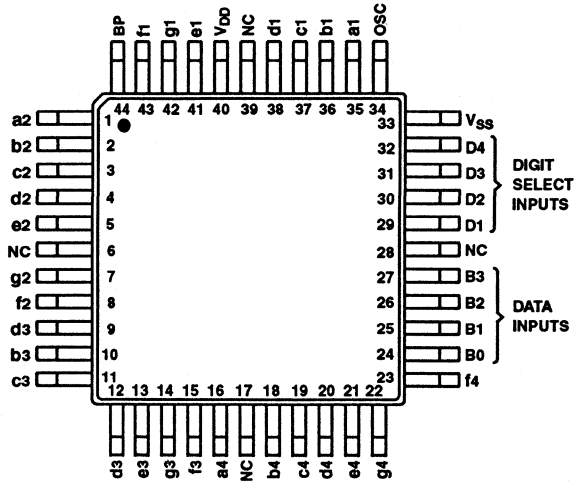 BP f1 g1 e1 VDD NC d1 c1 b1 a1 OSC
44 43 42 41 40 39 38 37 36 35 34
a2 1 33 VSS
b2 2 32 D4
c2 3 31 D3
d2 4 30 D2
e2 5 29 D1
DIGIT
SELECT
INPUTS
NC 6 28 NC
g2 7 27 B3
f2 8 26 B2
d3 9 25 B1
b3 10 24 B0
DATA
INPUTS
c3 11 23 f4
12 13 14 15 16 17 18 19 20 21 22
d3 e3 g3 f3 a4 NC b4 c4 d4 e4 g4